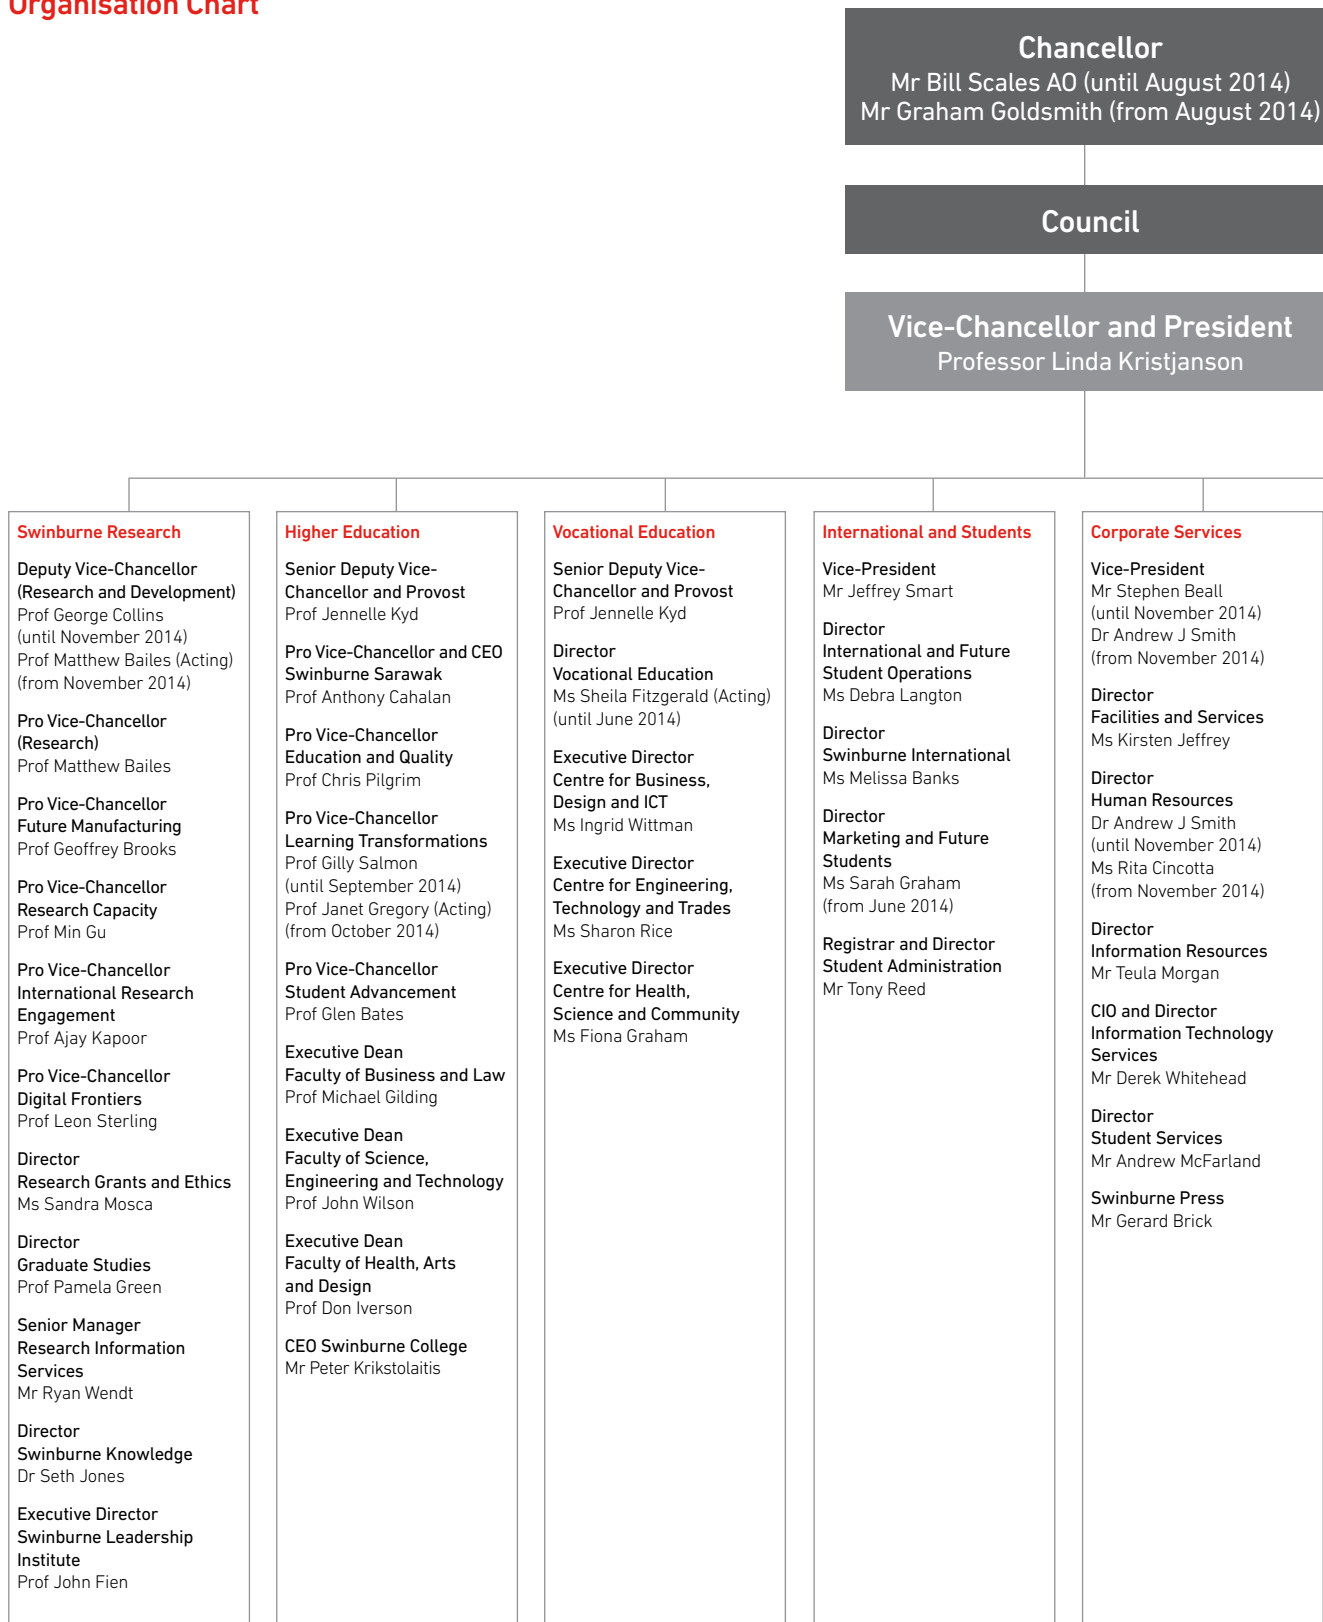 Organisation Chart
Chancellor
Mr Bill Scales AO (until August 2014)
Mr Graham Goldsmith (from August 2014)
Council
Vice-Chancellor and President
Professor Linda Kristjanson
Swinburne Research
Deputy Vice-Chancellor
(Research and Development)
Prof George Collins
(until November 2014)
Prof Matthew Bailes (Acting)
(from November 2014)
Pro Vice-Chancellor
(Research)
Prof Matthew Bailes
Pro Vice-Chancellor
Future Manufacturing
Prof Geoffrey Brooks
Pro Vice-Chancellor
Research Capacity
Prof Min Gu
Pro Vice-Chancellor
International Research
Engagement
Prof Ajay Kapoor
Pro Vice-Chancellor
Digital Frontiers
Prof Leon Sterling
Director
Research Grants and Ethics
Ms Sandra Mosca
Director
Graduate Studies
Prof Pamela Green
Senior Manager
Research Information
Services
Mr Ryan Wendt
Director
Swinburne Knowledge
Dr Seth Jones
Executive Director
Swinburne Leadership
Institute
Prof John Fien
Higher Education
Senior Deputy Vice-
Chancellor and Provost
Prof Jennelle Kyd
Pro Vice-Chancellor and CEO
Swinburne Sarawak
Prof Anthony Cahalan
Pro Vice-Chancellor
Education and Quality
Prof Chris Pilgrim
Pro Vice-Chancellor
Learning Transformations
Prof Gilly Salmon
(until September 2014)
Prof Janet Gregory (Acting)
(from October 2014)
Pro Vice-Chancellor
Student Advancement
Prof Glen Bates
Executive Dean
Faculty of Business and Law
Prof Michael Gilding
Executive Dean
Faculty of Science,
Engineering and Technology
Prof John Wilson
Executive Dean
Faculty of Health, Arts
and Design
Prof Don Iverson
CEO Swinburne College
Mr Peter Krikstolaitis
Vocational Education
Senior Deputy Vice-
Chancellor and Provost
Prof Jennelle Kyd
Director
Vocational Education
Ms Sheila Fitzgerald (Acting)
(until June 2014)
Executive Director
Centre for Business,
Design and ICT
Ms Ingrid Wittman
Executive Director
Centre for Engineering,
Technology and Trades
Ms Sharon Rice
Executive Director
Centre for Health,
Science and Community
Ms Fiona Graham
International and Students
Vice-President
Mr Jeffrey Smart
Director
International and Future
Student Operations
Ms Debra Langton
Director
Swinburne International
Ms Melissa Banks
Director
Marketing and Future
Students
Ms Sarah Graham
(from June 2014)
Registrar and Director
Student Administration
Mr Tony Reed
Corporate Services
Vice-President
Mr Stephen Beall
(until November 2014)
Dr Andrew J Smith
(from November 2014)
Director
Facilities and Services
Ms Kirsten Jeffrey
Director
Human Resources
Dr Andrew J Smith
(until November 2014)
Ms Rita Cincotta
(from November 2014)
Director
Information Resources
Mr Teula Morgan
CIO and Director
Information Technology
Services
Mr Derek Whitehead
Director
Student Services
Mr Andrew McFarland
Swinburne Press
Mr Gerard Brick